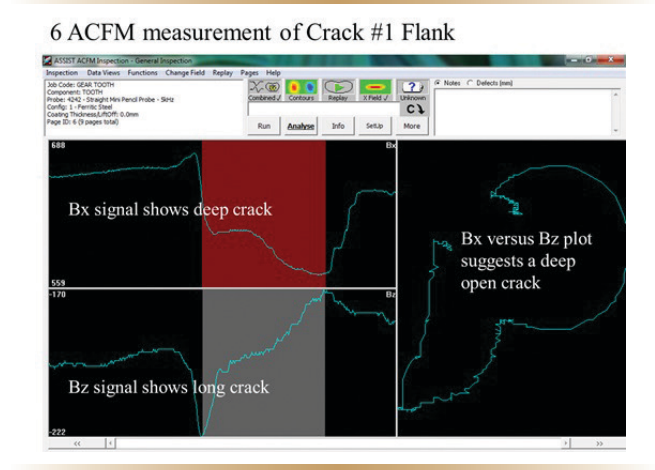 6 ACFM measurement of Crack #1 Flank
ASSIST ACFM Inspection - General Inspection
Inspection Data Views Functions Change Field Replay Pages Help
Job Code: GEAR TOOTH
Component: TOOTH
Probe: 4242 - Straight Mini Pencil Probe - 5kHz
Config: 1 - Ferritic Steel
Coating Thickness/LiftOff: 0.0mm
Page ID: 6 (9 pages total)
Combined √ Contours Replay X Field √ Unknown
Run Analyse Info SetUp More
Notes Defects (mm)
688 Bx
Bx signal shows deep crack
559
-170 Bz
Bz signal shows long crack
-222
Bx versus Bz plot
suggests a deep
open crack
<< >>